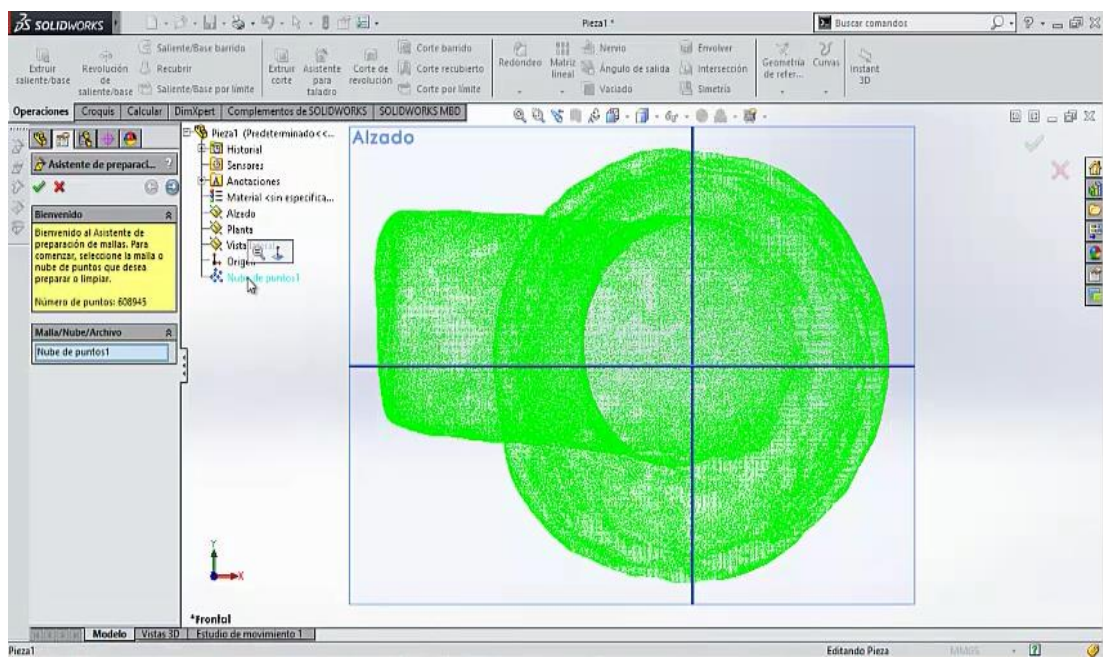 SOLIDWORKS
Pieza1 *
Buscar comandos
Extruir saliente/base
Revolución de saliente/base
Saliente/Base barrido
Recubrir
Saliente/Base por límite
Extruir corte
Asistente para taladro
Corte de revolución
Corte barrido
Corte recubierto
Corte por límite
Redondeo
Matriz lineal
Nervio
Ángulo de salida
Vaciado
Envolver
Intersección
Simetría
Geometría de refer...
Curvas
Instant 3D
Operaciones Croquis Calcular DimXpert Complementos de SOLIDWORKS SOLIDWORKS MBD
Asistente de preparaci...
Bienvenido
Bienvenido al Asistente de
preparación de mallas. Para
comenzar, seleccione la malla o
nube de puntos que desea
preparar o limpiar.
Número de puntos: 608945
Malla/Nube/Archivo
Nube de puntos1
Pieza1 (Predeterminado<<...
Historial
Sensores
Anotaciones
Material <sin especifica...
Alzado
Planta
Vista
Origen
Nube de puntos1
Alzado
Y
X
*Frontal
Modelo Vistas 3D Estudio de movimiento 1
Pieza1
Editando Pieza
MMGS